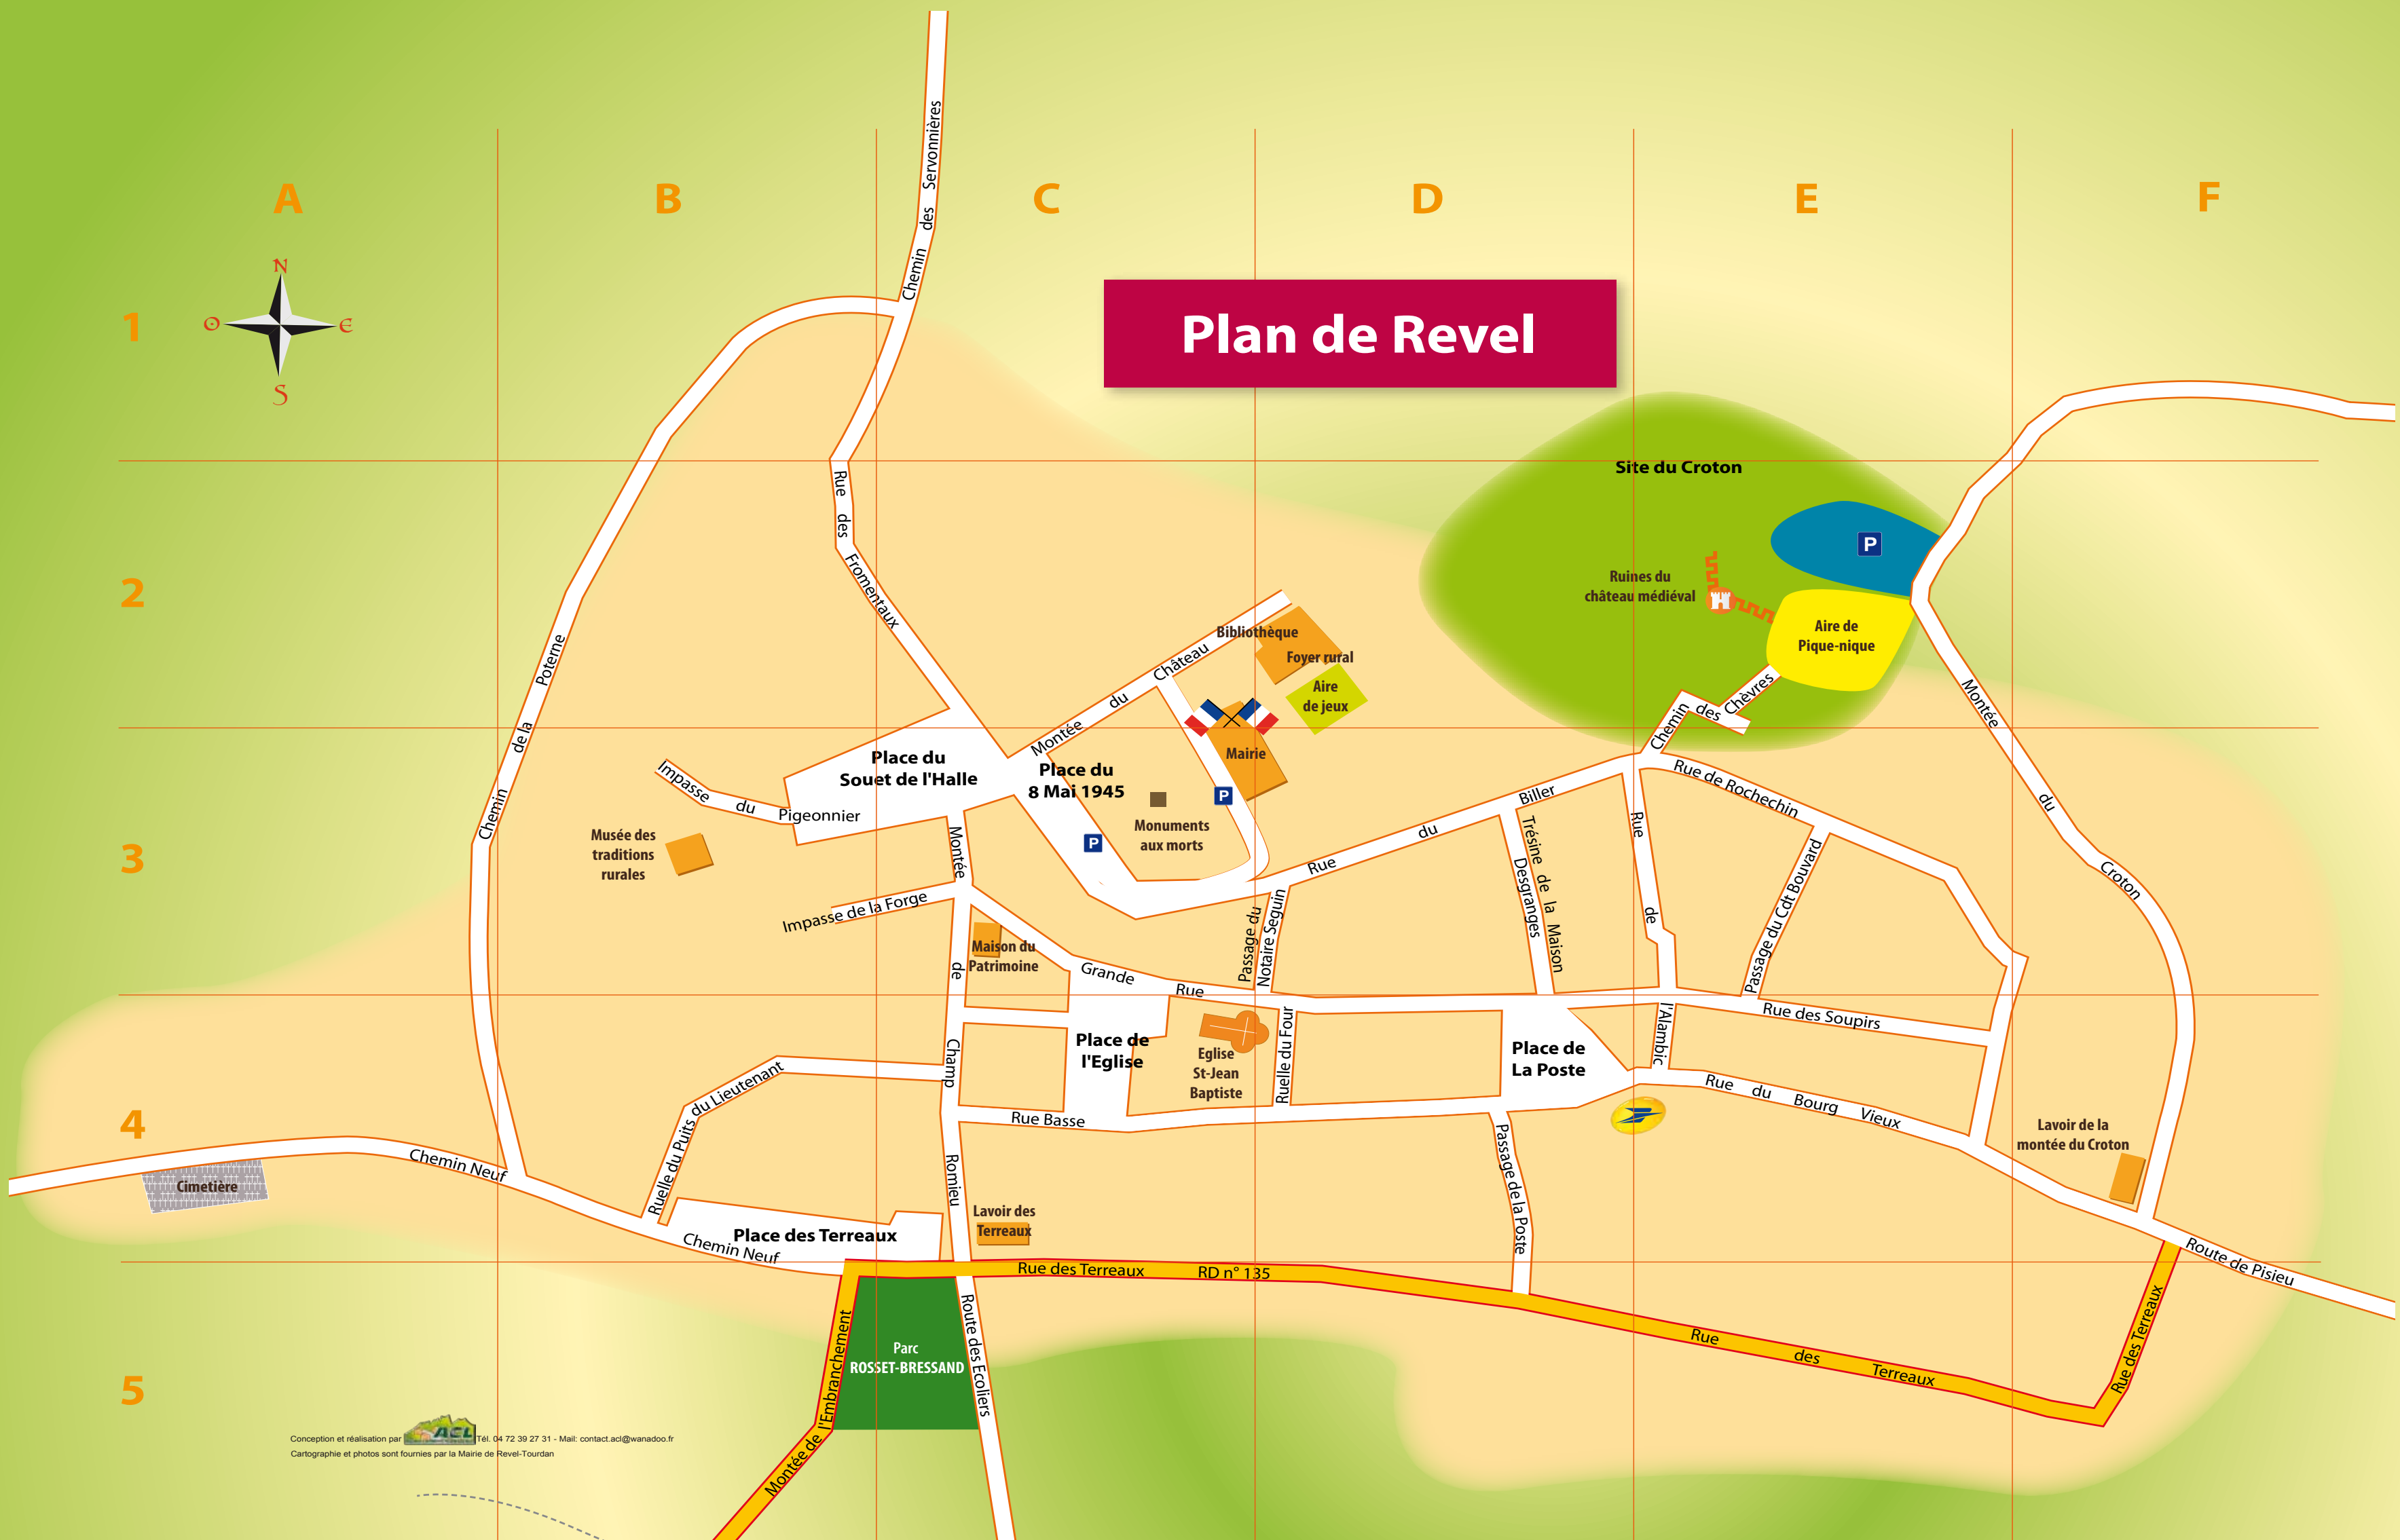 A
B
C
D
E
F
1
2
3
4
5
N
O
E
S
Plan de Revel
Chemin des Servonnières
Chemin de la Poterne
Rue des Fromentaux
Site du Croton
P
Ruines du
château médiéval
Aire de
Pique-nique
Chemin des Chèvres
Montée du Croton
Bibliothèque
Foyer rural
Aire
de jeux
Montée du Château
Mairie
Place du
Souet de l'Halle
Place du
8 Mai 1945
P
P
Monuments
aux morts
Impasse du Pigeonnier
Musée des
traditions
rurales
Impasse de la Forge
Montée de Champ Romieu
Maison du
Patrimoine
Grande Rue
Passage du
Notaire Seguin
Rue du Biller
Trésine de la Maison
Desgranges
Rue de l'Alambic
Rue de Rochechin
Passage du Cdt Bouvard
Rue des Soupirs
Place de
l'Eglise
Eglise
St-Jean
Baptiste
Ruelle du Four
Place de
La Poste
Rue du Bourg Vieux
Rue Basse
Passage de la Poste
Lavoir de la
montée du Croton
Cimetière
Chemin Neuf
Ruelle du Puits du Lieutenant
Place des Terreaux
Chemin Neuf
Lavoir des
Terreaux
Rue des Terreaux RD n° 135
Rue des Terreaux
Rue des Terreaux
Route de Pisieu
Parc
ROSSET-BRESSAND
Route des Ecoliers
Montée de l'Embranchement
Conception et réalisation par ACL Tél. 04 72 39 27 31 - Mail: contact.acl@wanadoo.fr
Cartographie et photos sont fournies par la Mairie de Revel-Tourdan